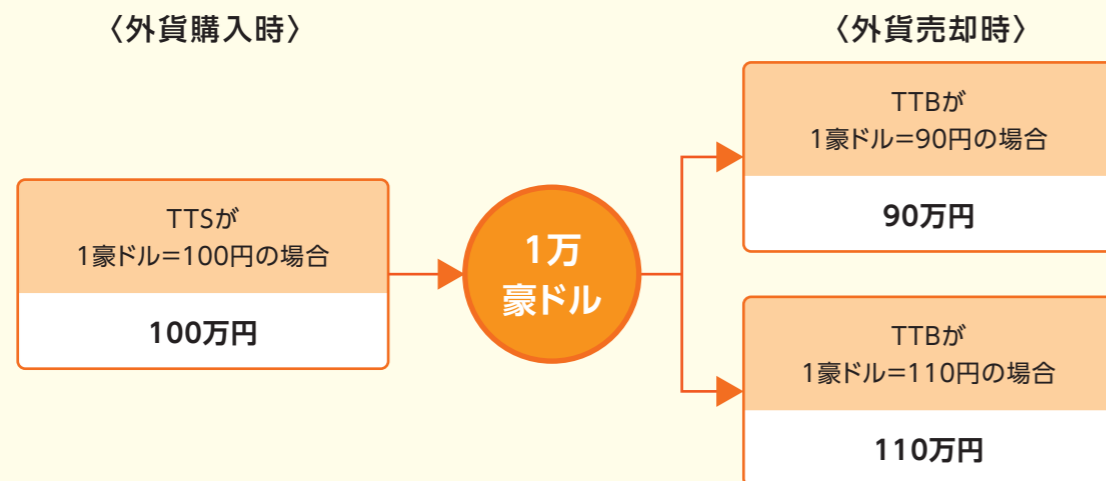 〈外貨購入時〉
TTSが
1豪ドル=100円の場合
100万円
1万
豪ドル
〈外貨売却時〉
TTBが
1豪ドル=90円の場合
90万円
TTBが
1豪ドル=110円の場合
110万円